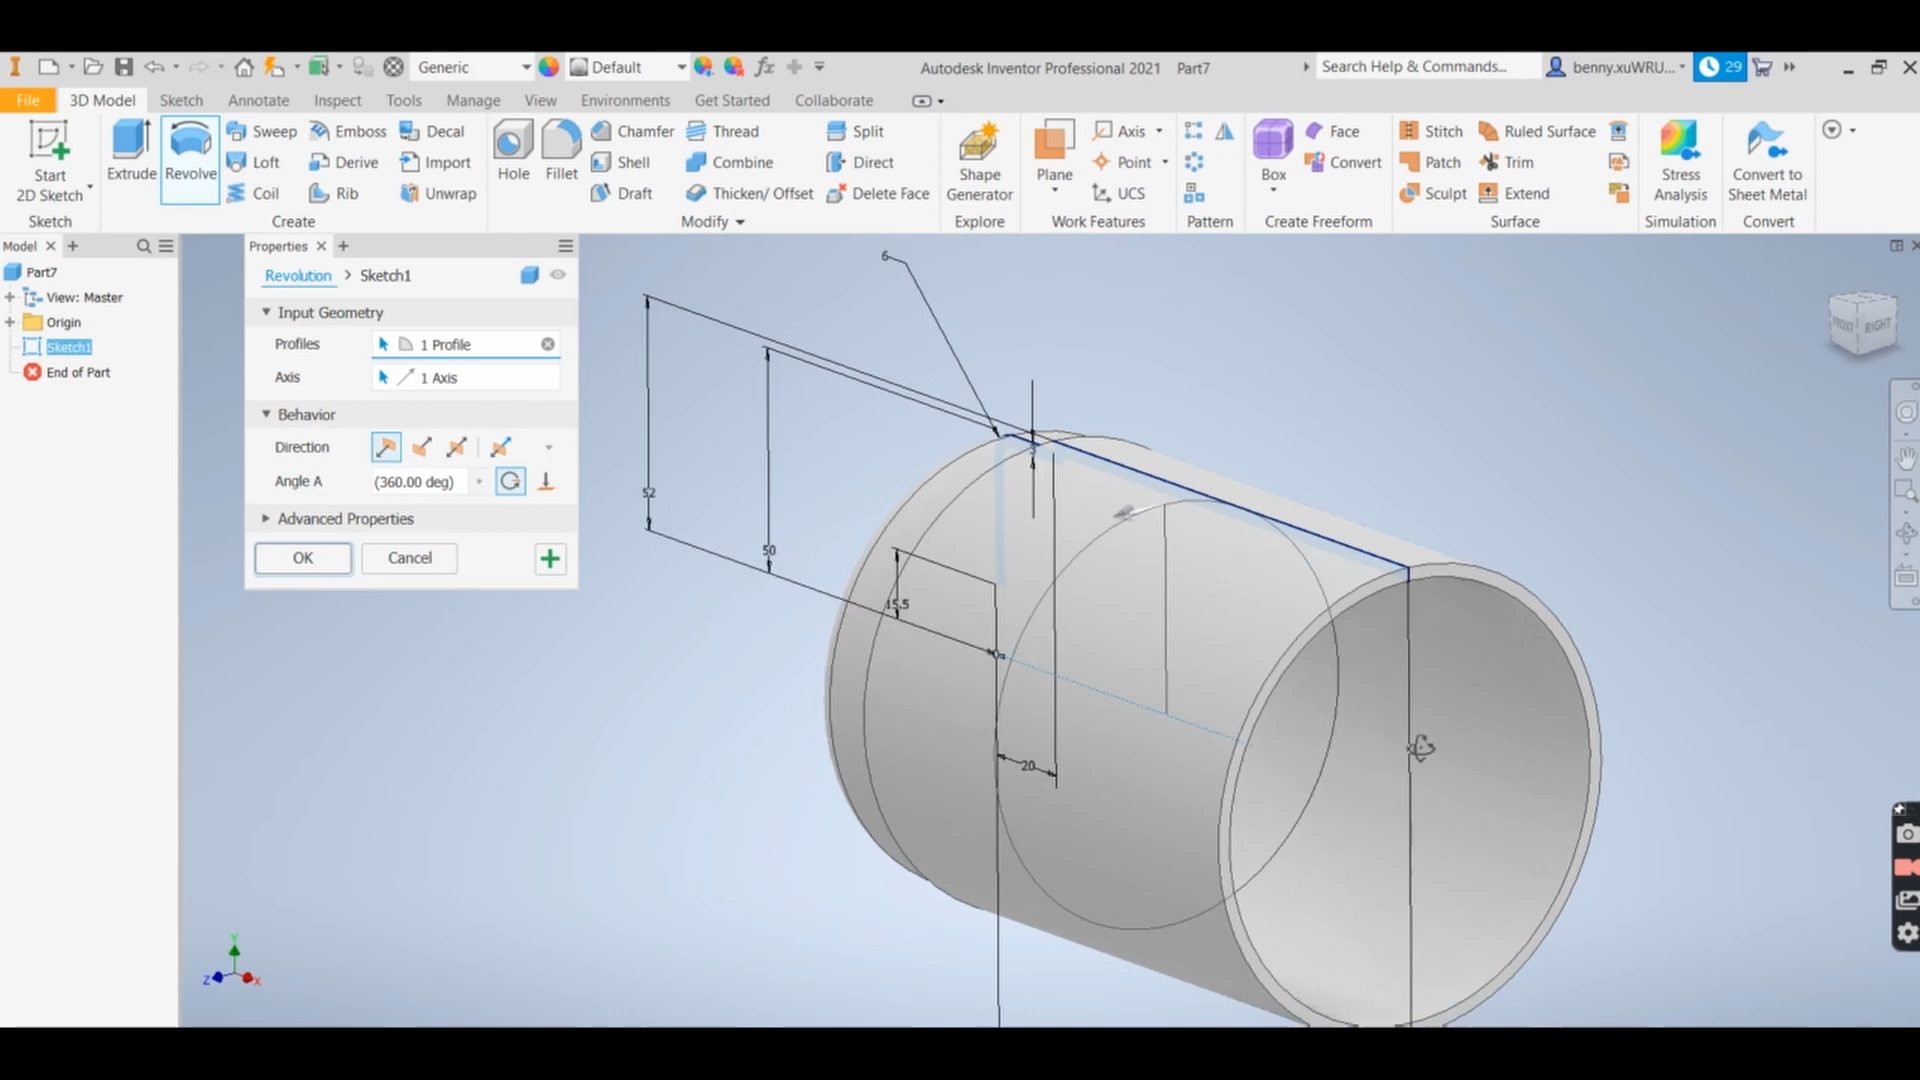 Generic
Default
Autodesk Inventor Professional 2021 Part7
Search Help & Commands...
benny.xuWRU...
29
File
3D Model
Sketch
Annotate
Inspect
Tools
Manage
View
Environments
Get Started
Collaborate
Start
2D Sketch
Sketch
Extrude
Revolve
Sweep
Emboss
Decal
Loft
Derive
Import
Coil
Rib
Unwrap
Create
Hole
Fillet
Chamfer
Thread
Split
Shell
Combine
Direct
Draft
Thicken/ Offset
Delete Face
Modify
Shape
Generator
Explore
Plane
Axis
Point
UCS
Work Features
Pattern
Box
Face
Convert
Create Freeform
Stitch
Ruled Surface
Patch
Trim
Sculpt
Extend
Surface
Stress
Analysis
Simulation
Convert to
Sheet Metal
Convert
Model
Part7
View: Master
Origin
Sketch1
End of Part
Properties
Revolution > Sketch1
Input Geometry
Profiles
1 Profile
Axis
1 Axis
Behavior
Direction
Angle A
(360.00 deg)
Advanced Properties
OK
Cancel
6
52
50
15.5
20
FRONT
RIGHT
Y
Z
X